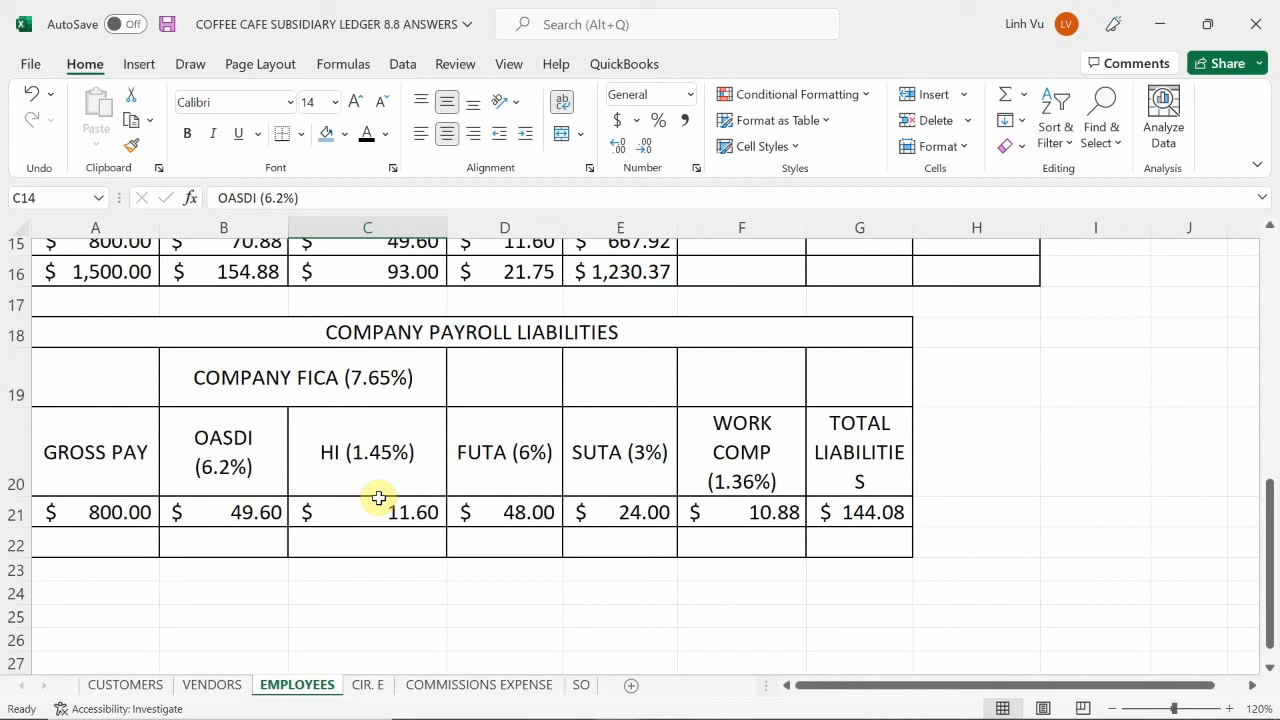 AutoSave Off COFFEE CAFE SUBSIDIARY LEDGER 8.8 ANSWERS Search (Alt+Q) Linh Vu LV
File Home Insert Draw Page Layout Formulas Data Review View Help QuickBooks Comments Share
Paste
Calibri 14
General
Conditional Formatting
Format as Table
Cell Styles
Insert
Delete
Format
Sort & Filter
Find & Select
Analyze Data
Undo Clipboard Font Alignment Number Styles Cells Editing Analysis
C14 fx OASDI (6.2%)
A B C D E F G H I J
15 $ 800.00 $ 70.88 $ 49.60 $ 11.60 $ 667.92
16 $ 1,500.00 $ 154.88 $ 93.00 $ 21.75 $ 1,230.37
17
18 COMPANY PAYROLL LIABILITIES
19 COMPANY FICA (7.65%)
20 GROSS PAY OASDI (6.2%) HI (1.45%) FUTA (6%) SUTA (3%) WORK COMP (1.36%) TOTAL LIABILITIE S
21 $ 800.00 $ 49.60 $ 11.60 $ 48.00 $ 24.00 $ 10.88 $ 144.08
22
23
24
25
26
27
CUSTOMERS VENDORS EMPLOYEES CIR. E COMMISSIONS EXPENSE SO
Ready Accessibility: Investigate 120%